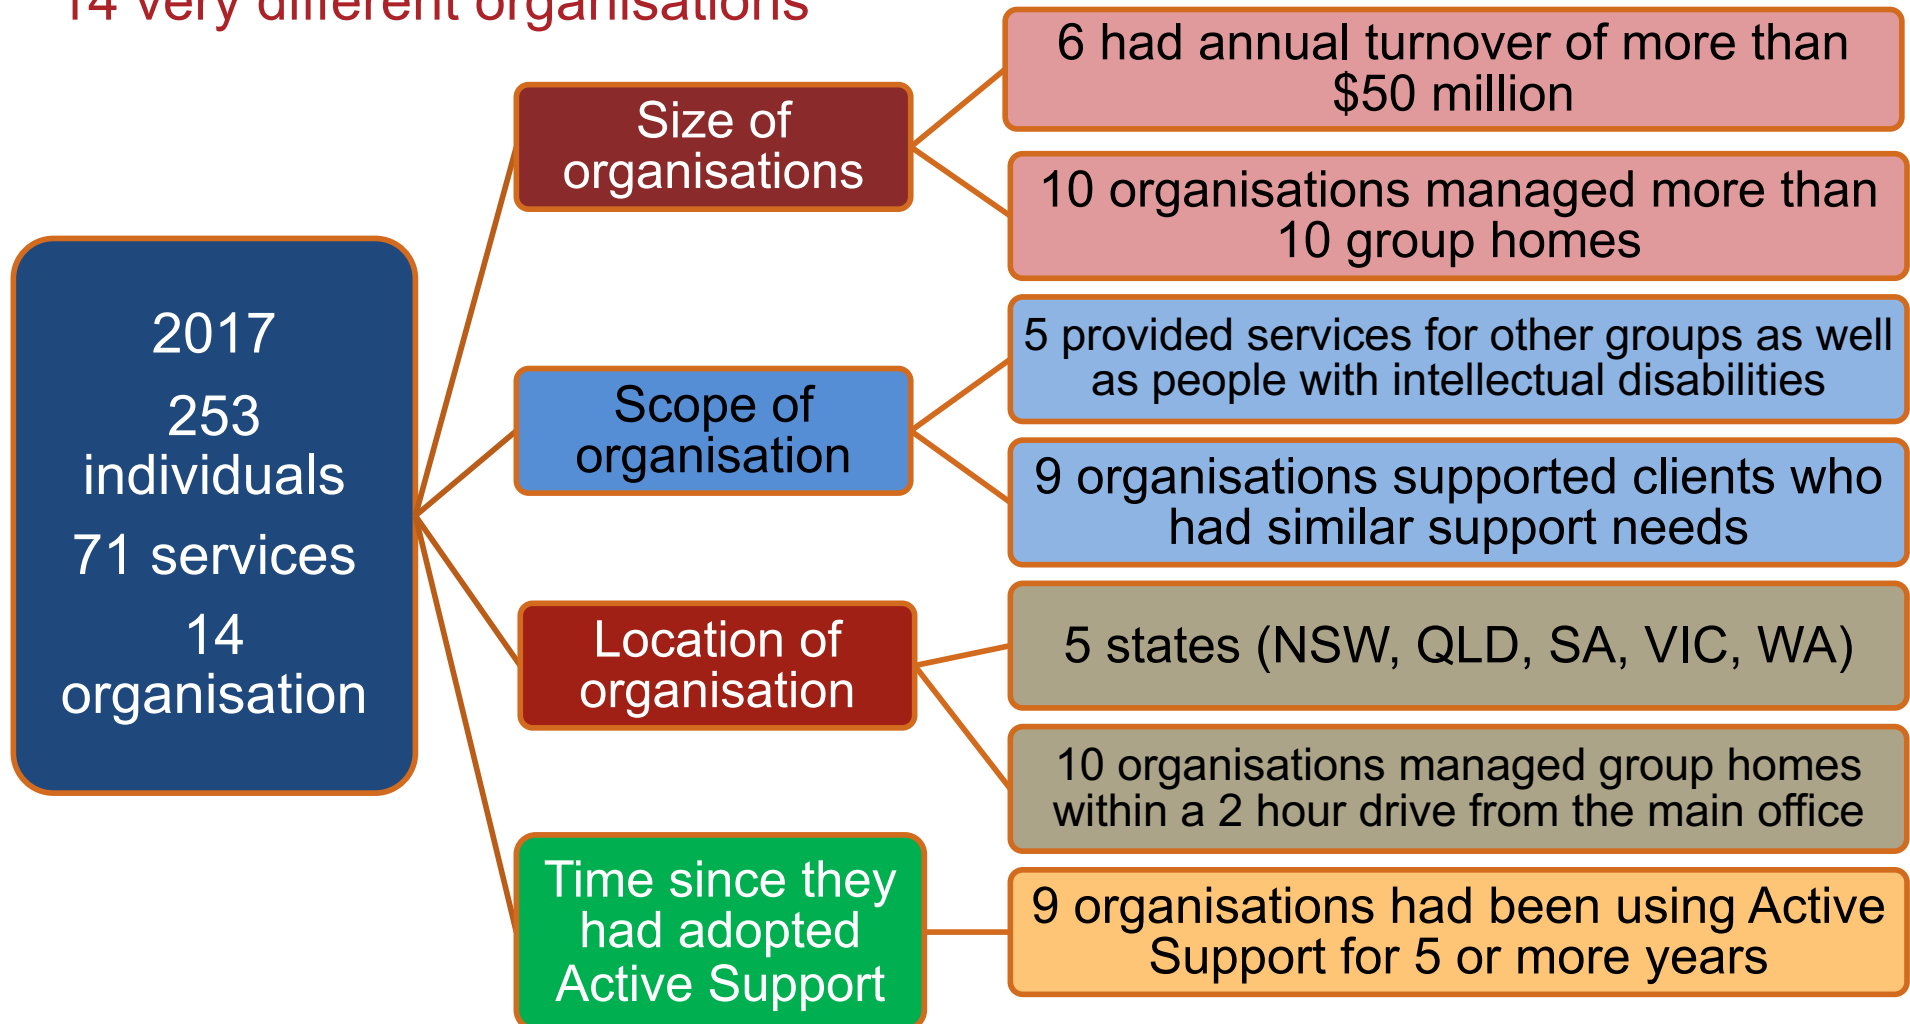 14 very different organisations
2017
253
individuals
71 services
14
organisation
Size of
organisations
6 had annual turnover of more than
$50 million
10 organisations managed more than
10 group homes
Scope of
organisation
5 provided services for other groups as well
as people with intellectual disabilities
9 organisations supported clients who
had similar support needs
Location of
organisation
5 states (NSW, QLD, SA, VIC, WA)
10 organisations managed group homes
within a 2 hour drive from the main office
Time since they
had adopted
Active Support
9 organisations had been using Active
Support for 5 or more years